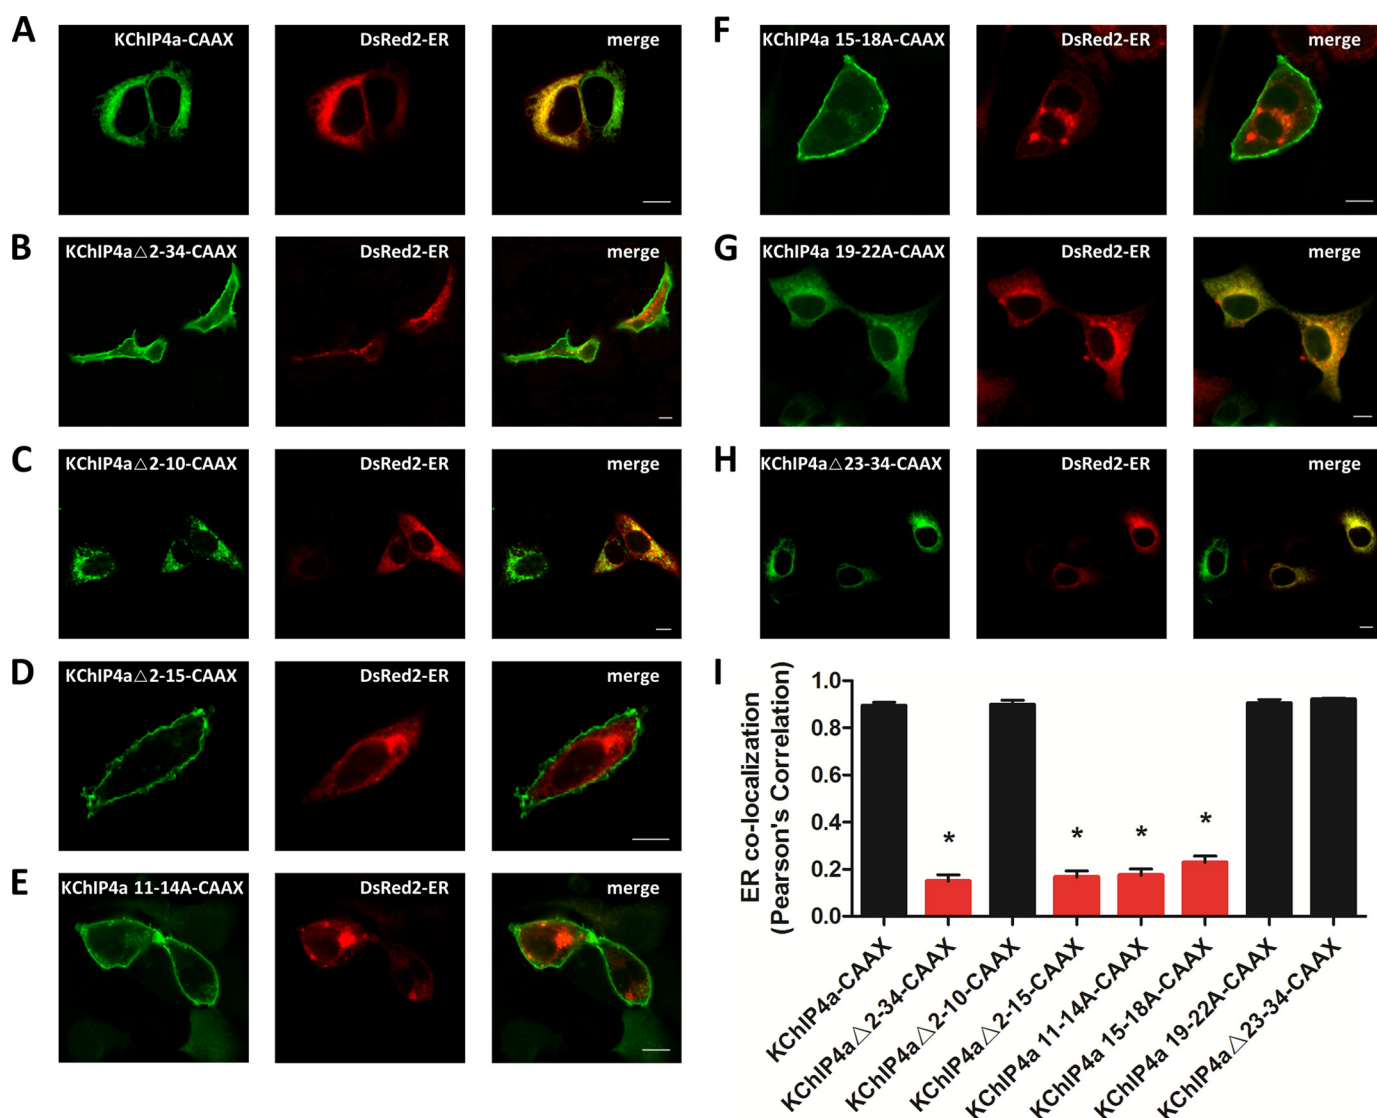 A
KChIP4a-CAAX
DsRed2-ER
merge
B
KChIP4a△2-34-CAAX
DsRed2-ER
merge
C
KChIP4a△2-10-CAAX
DsRed2-ER
merge
D
KChIP4a△2-15-CAAX
DsRed2-ER
merge
E
KChIP4a 11-14A-CAAX
DsRed2-ER
merge
F
KChIP4a 15-18A-CAAX
DsRed2-ER
merge
G
KChIP4a 19-22A-CAAX
DsRed2-ER
merge
H
KChIP4a△23-34-CAAX
DsRed2-ER
merge
I
ER co-localization
(Pearson's Correlation)
1.0
0.8
0.6
0.4
0.2
0.0
*
*
*
*
KChIP4a-CAAX
KChIP4a△2-34-CAAX
KChIP4a△2-10-CAAX
KChIP4a△2-15-CAAX
KChIP4a 11-14A-CAAX
KChIP4a 15-18A-CAAX
KChIP4a 19-22A-CAAX
KChIP4a△23-34-CAAX